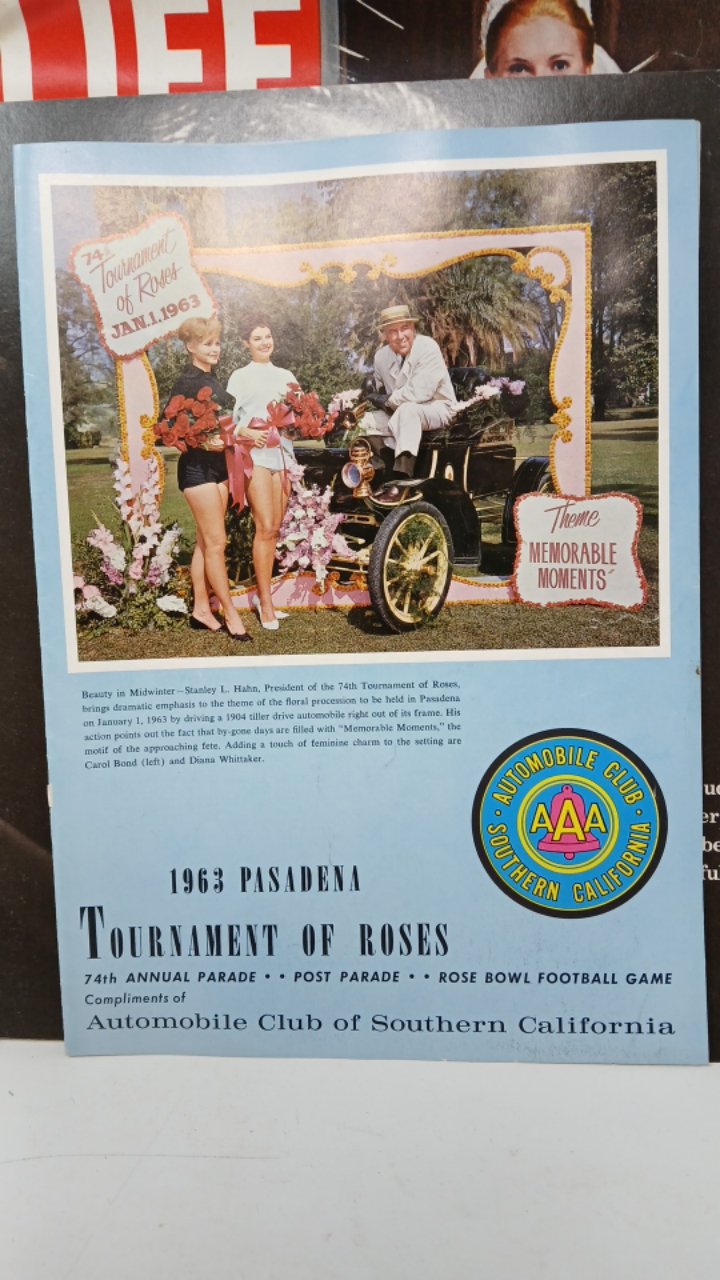 LIFE
74th
Tournament
of Roses
JAN.1.1963
Theme
MEMORABLE
MOMENTS
Beauty in Midwinter—Stanley L. Hahn, President of the 74th Tournament of Roses,
brings dramatic emphasis to the theme of the floral procession to be held in Pasadena
on January 1, 1963 by driving a 1904 tiller drive automobile right out of its frame. His
action points out the fact that by-gone days are filled with "Memorable Moments," the
motif of the approaching fete. Adding a touch of feminine charm to the setting are
Carol Bond (left) and Diana Whittaker.
AUTOMOBILE CLUB
AAA
SOUTHERN CALIFORNIA
1963 PASADENA
TOURNAMENT OF ROSES
74th ANNUAL PARADE • • POST PARADE • • ROSE BOWL FOOTBALL GAME
Compliments of
Automobile Club of Southern California